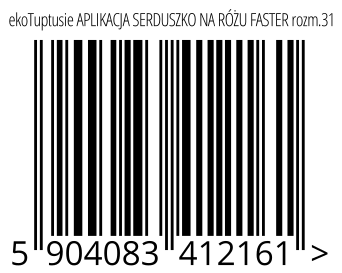 ekoTuptusie APLIKACJA SERDUSZKO NA RÓŻU FASTER rozm.31
5 904083 412161 >